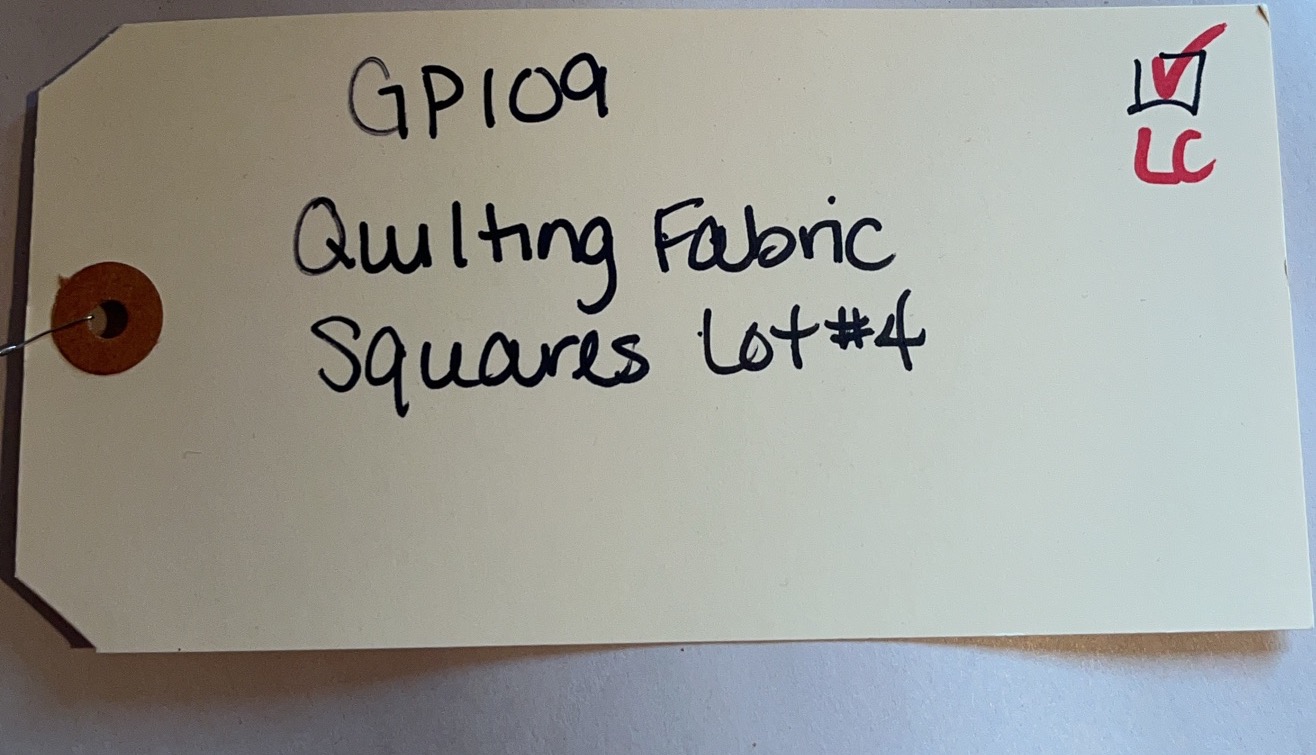 GP109
☑
LC
Quilting Fabric
Squares Lot #4